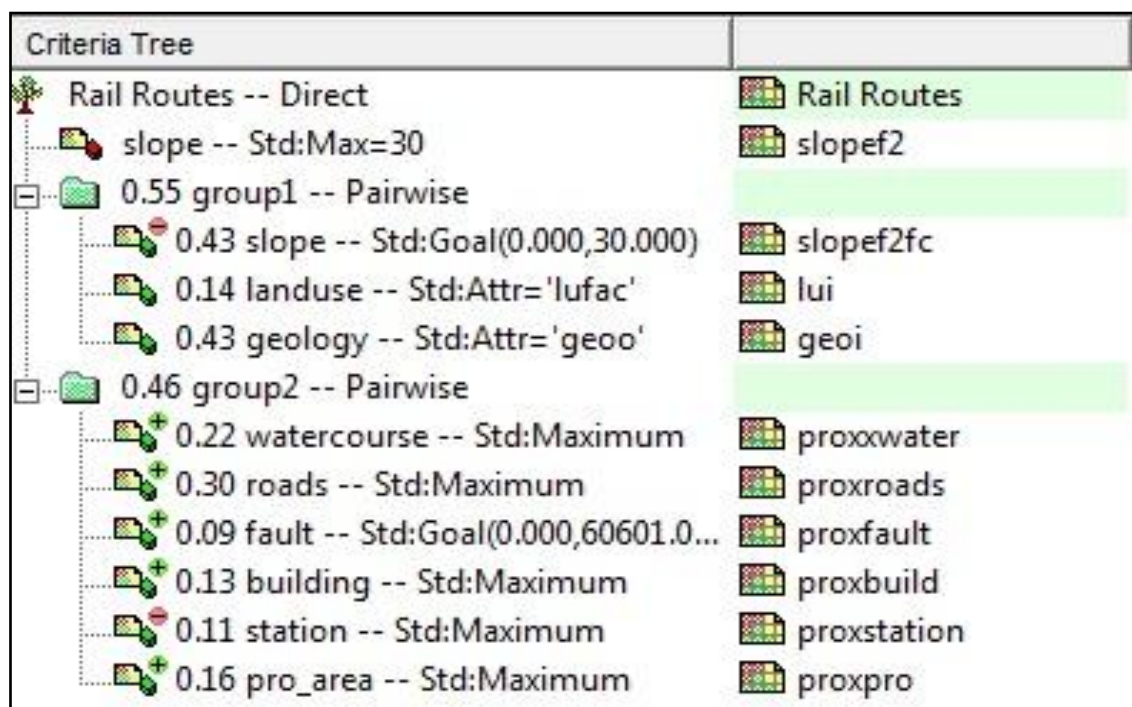 Criteria Tree
Rail Routes -- Direct Rail Routes
slope -- Std:Max=30 slopef2
0.55 group1 -- Pairwise
0.43 slope -- Std:Goal(0.000,30.000) slopef2fc
0.14 landuse -- Std:Attr='lufac' lui
0.43 geology -- Std:Attr='geoo' geoi
0.46 group2 -- Pairwise
0.22 watercourse -- Std:Maximum proxxwater
0.30 roads -- Std:Maximum proxroads
0.09 fault -- Std:Goal(0.000,60601.0... proxfault
0.13 building -- Std:Maximum proxbuild
0.11 station -- Std:Maximum proxstation
0.16 pro_area -- Std:Maximum proxpro